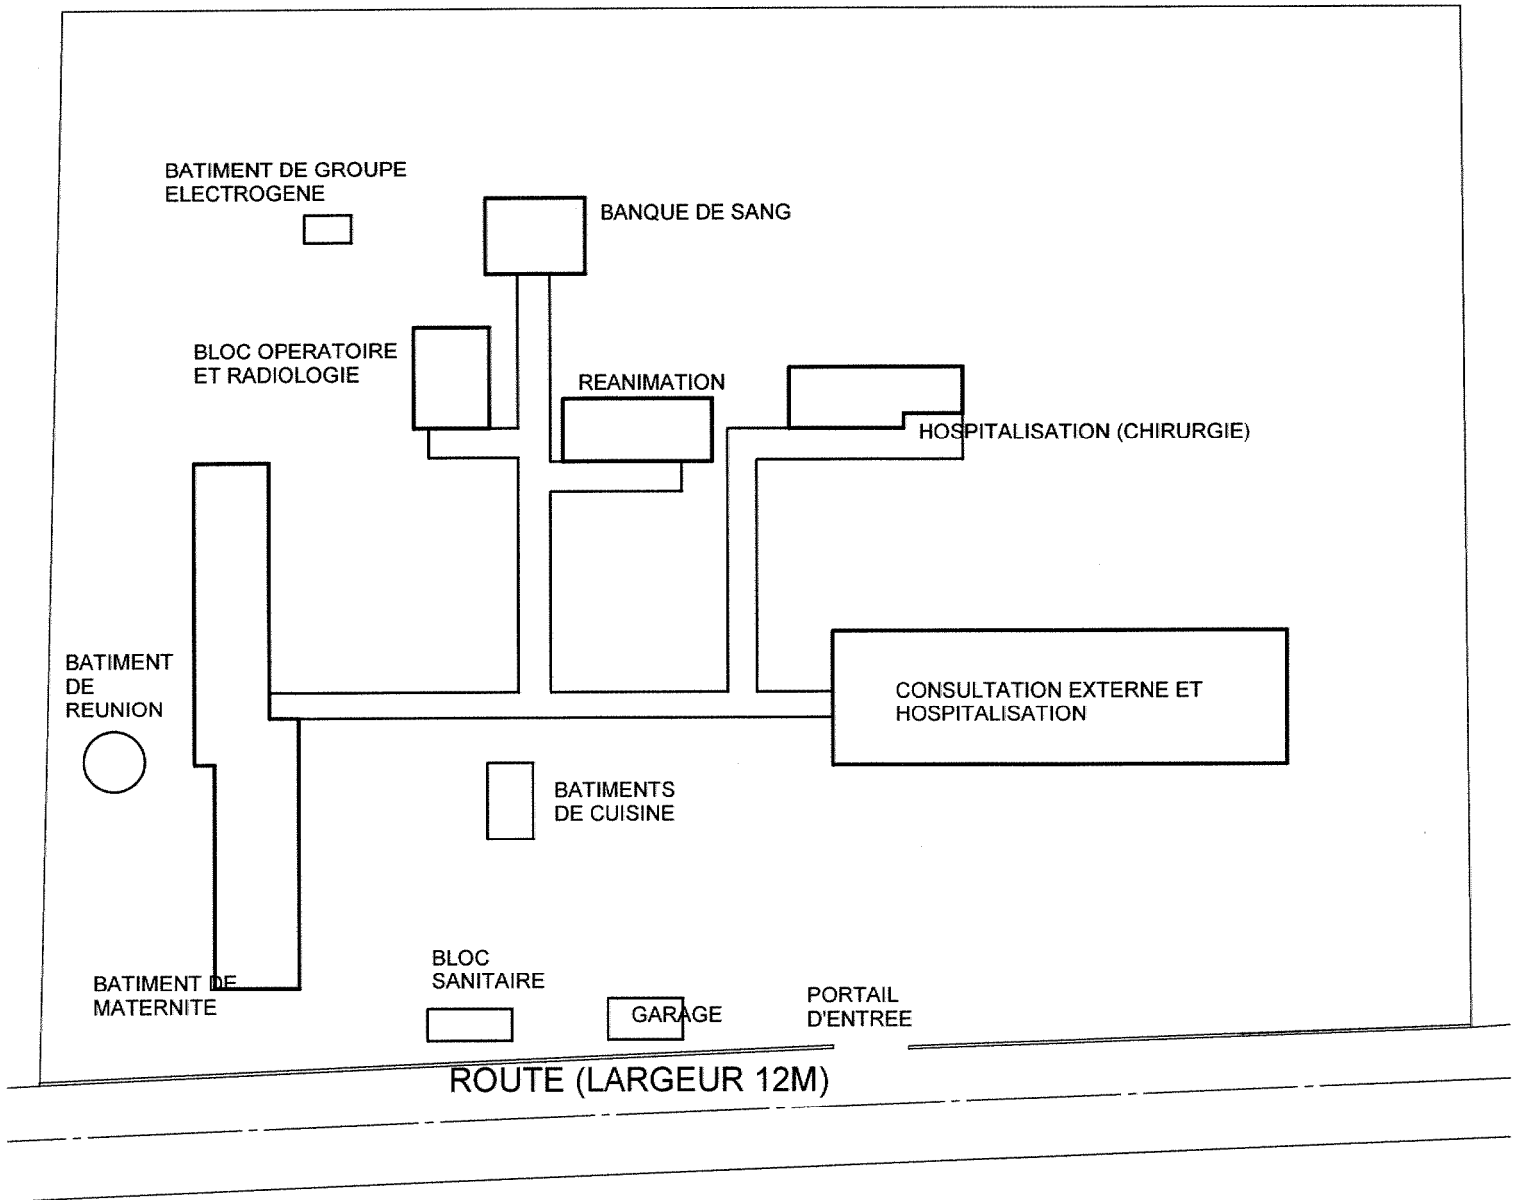 BATIMENT DE GROUPE
ELECTROGENE
BANQUE DE SANG
BLOC OPERATOIRE
ET RADIOLOGIE
REANIMATION
HOSPITALISATION (CHIRURGIE)
BATIMENT
DE
REUNION
CONSULTATION EXTERNE ET
HOSPITALISATION
BATIMENTS
DE CUISINE
BLOC
SANITAIRE
BATIMENT DE
MATERNITE
GARAGE
PORTAIL
D'ENTREE
ROUTE (LARGEUR 12M)